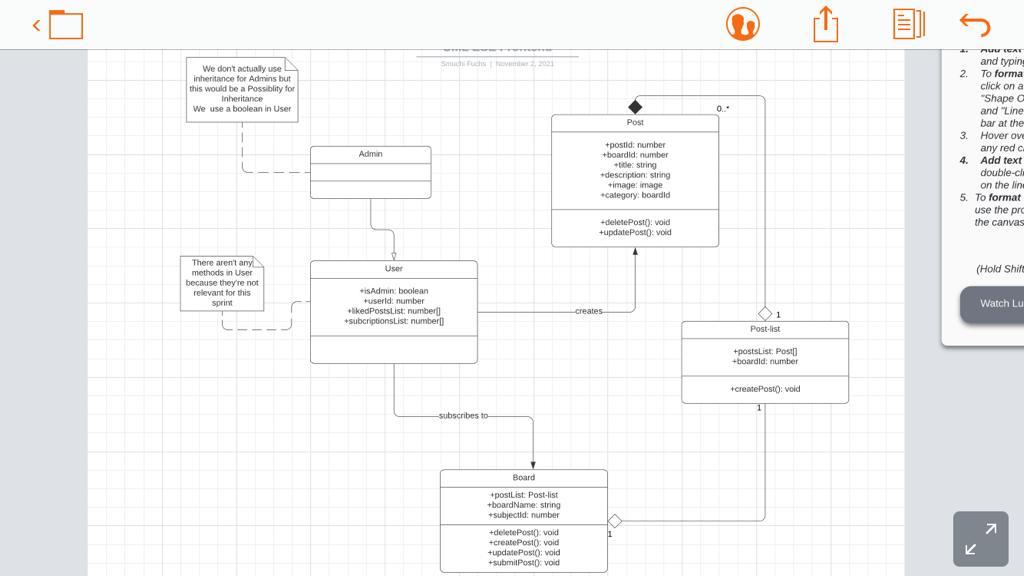 Smuchi Fuchs | November 2, 2021
We don't actually use
inheritance for Admins but
this would be a Possiblity for
Inheritance
We use a boolean in User
Admin
0..*
Post
+postId: number
+boardId: number
+title: string
+description: string
+image: image
+category: boardId
+deletePost(): void
+updatePost(): void
There aren't any
methods in User
because they're not
relevant for this
sprint
User
+isAdmin: boolean
+userId: number
+likedPostsList: number[]
+subcriptionsList: number[]
creates
1
Post-list
+postsList: Post[]
+boardId: number
+createPost(): void
1
subscribes to
Board
+postList: Post-list
+boardName: string
+subjectId: number
+deletePost(): void
+createPost(): void
+updatePost(): void
+submitPost(): void
1
1. Add text
and typing
2. To forma
click on a
"Shape O
and "Line
bar at the
3. Hover ove
any red c
4. Add text
double-cli
on the line
5. To format
use the pro
the canvas
(Hold Shift
Watch Lu